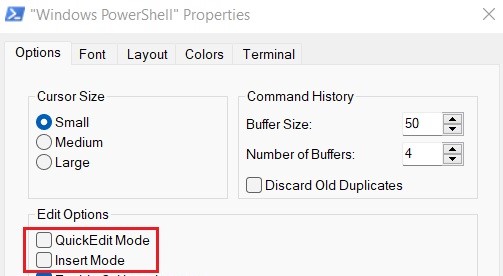 "Windows PowerShell" Properties
Options Font Layout Colors Terminal
Cursor Size
Small
Medium
Large
Command History
Buffer Size: 50
Number of Buffers: 4
Discard Old Duplicates
Edit Options
QuickEdit Mode
Insert Mode